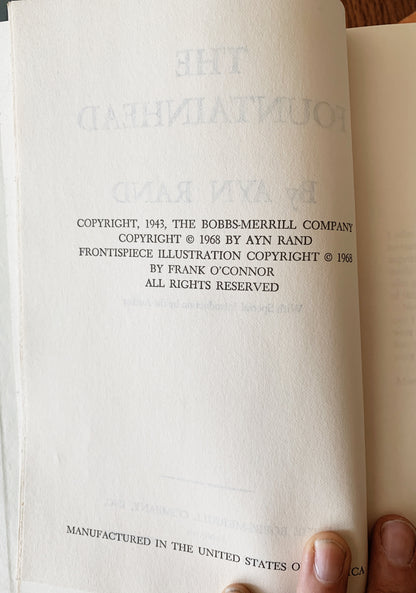 COPYRIGHT, 1943, THE BOBBS-MERRILL COMPANY
COPYRIGHT © 1968 BY AYN RAND
FRONTISPIECE ILLUSTRATION COPYRIGHT © 1968
BY FRANK O'CONNOR
ALL RIGHTS RESERVED
MANUFACTURED IN THE UNITED STATES